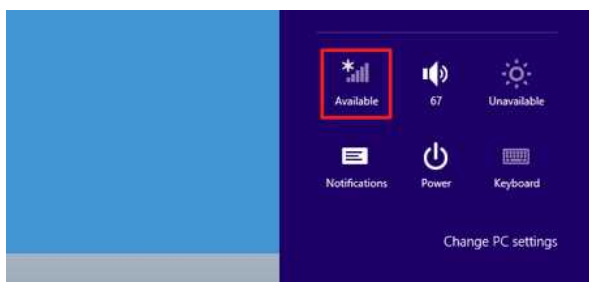 Available 67 Unavailable
Notifications Power Keyboard
Change PC settings